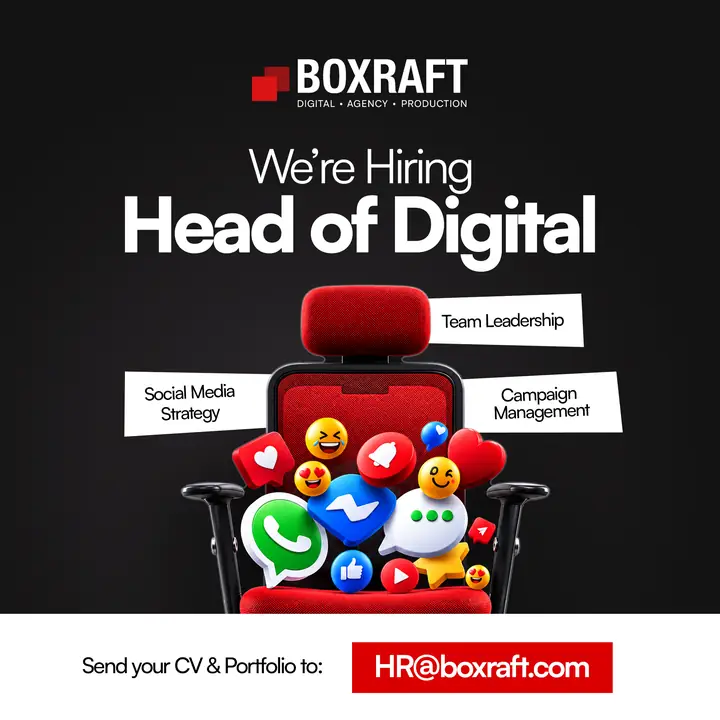 BOXRAFT
DIGITAL • AGENCY • PRODUCTION
We're Hiring
Head of Digital
Team Leadership
Social Media
Strategy
Campaign
Management
Send your CV & Portfolio to:
HR@boxraft.com